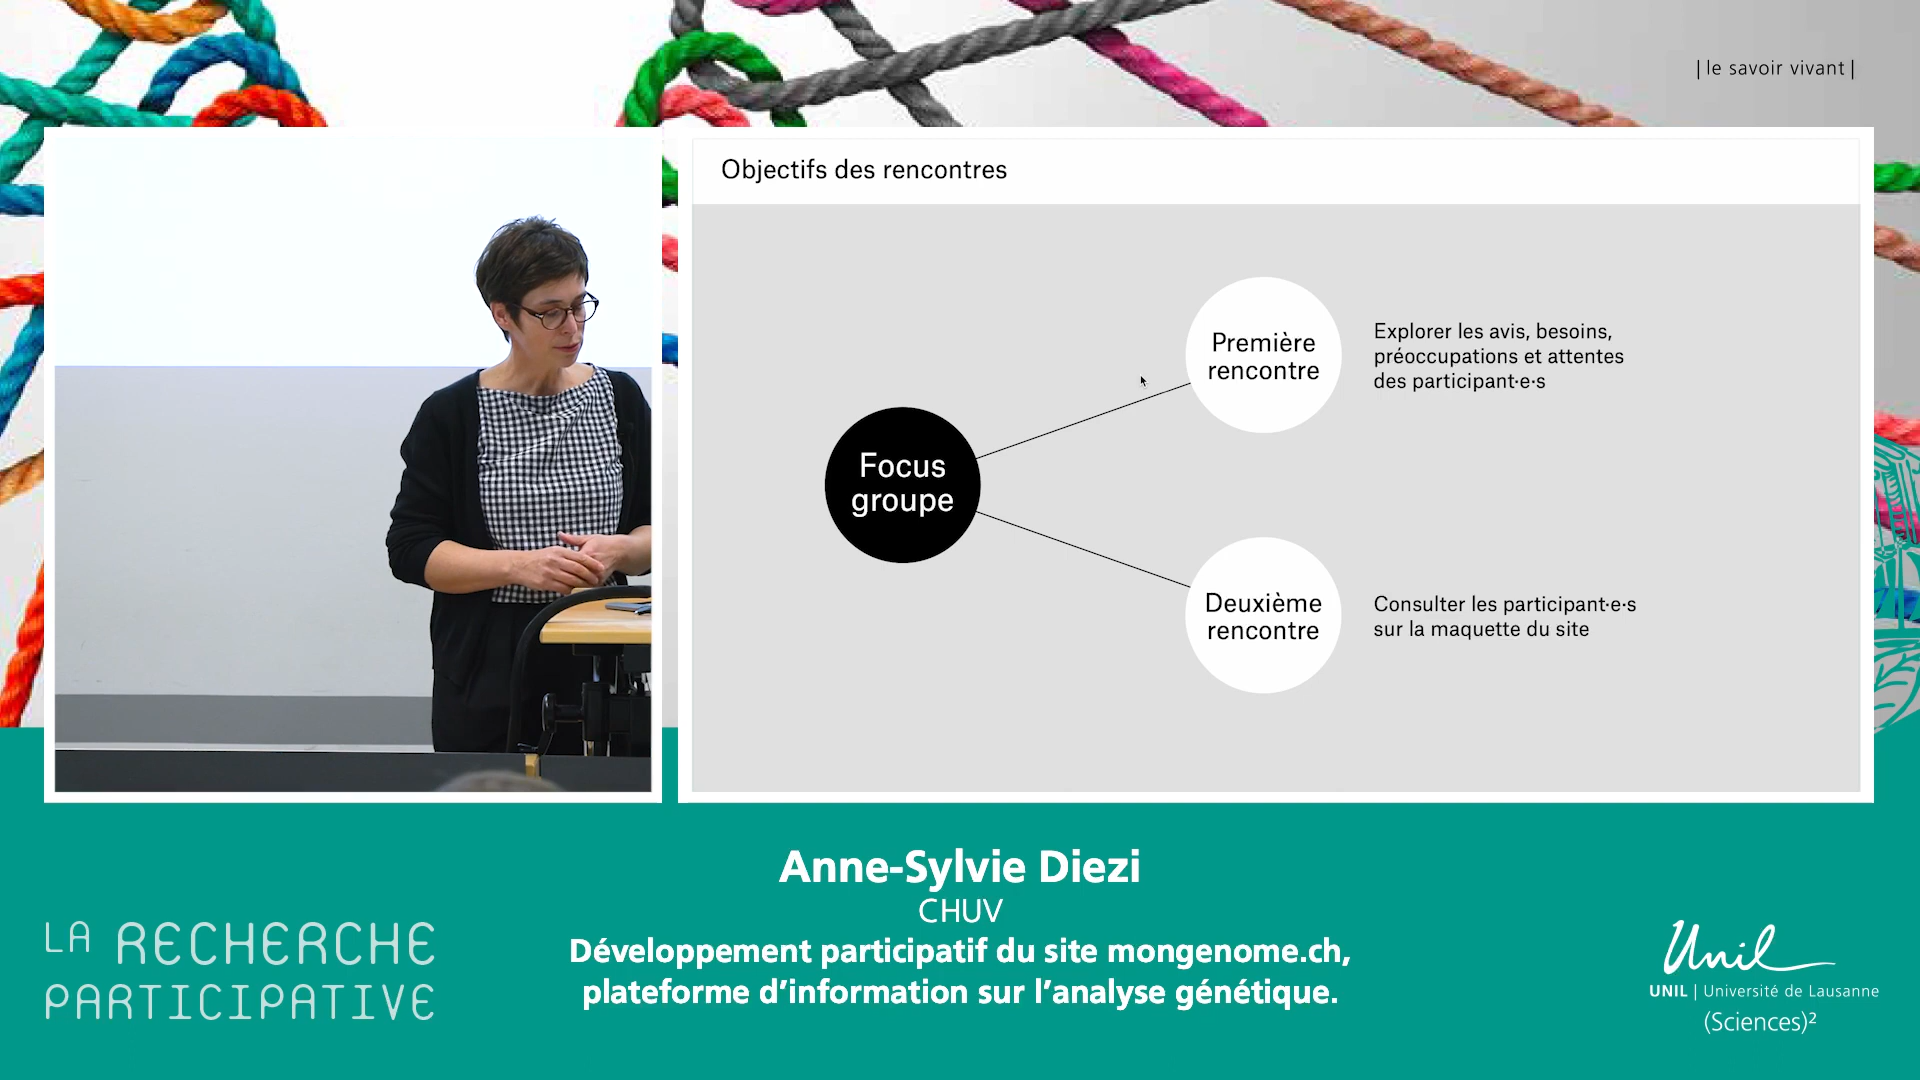 |le savoir vivant|
Objectifs des rencontres
Première
rencontre
Explorer les avis, besoins,
préoccupations et attentes
des participant·e·s
Focus
groupe
Deuxième
rencontre
Consulter les participant·e·s
sur la maquette du site
Anne-Sylvie Diezi
CHUV
Développement participatif du site mongenome.ch,
plateforme d’information sur l’analyse génétique.
LA RECHERCHE
PARTICIPATIVE
Unil
UNIL | Université de Lausanne
(Sciences)²